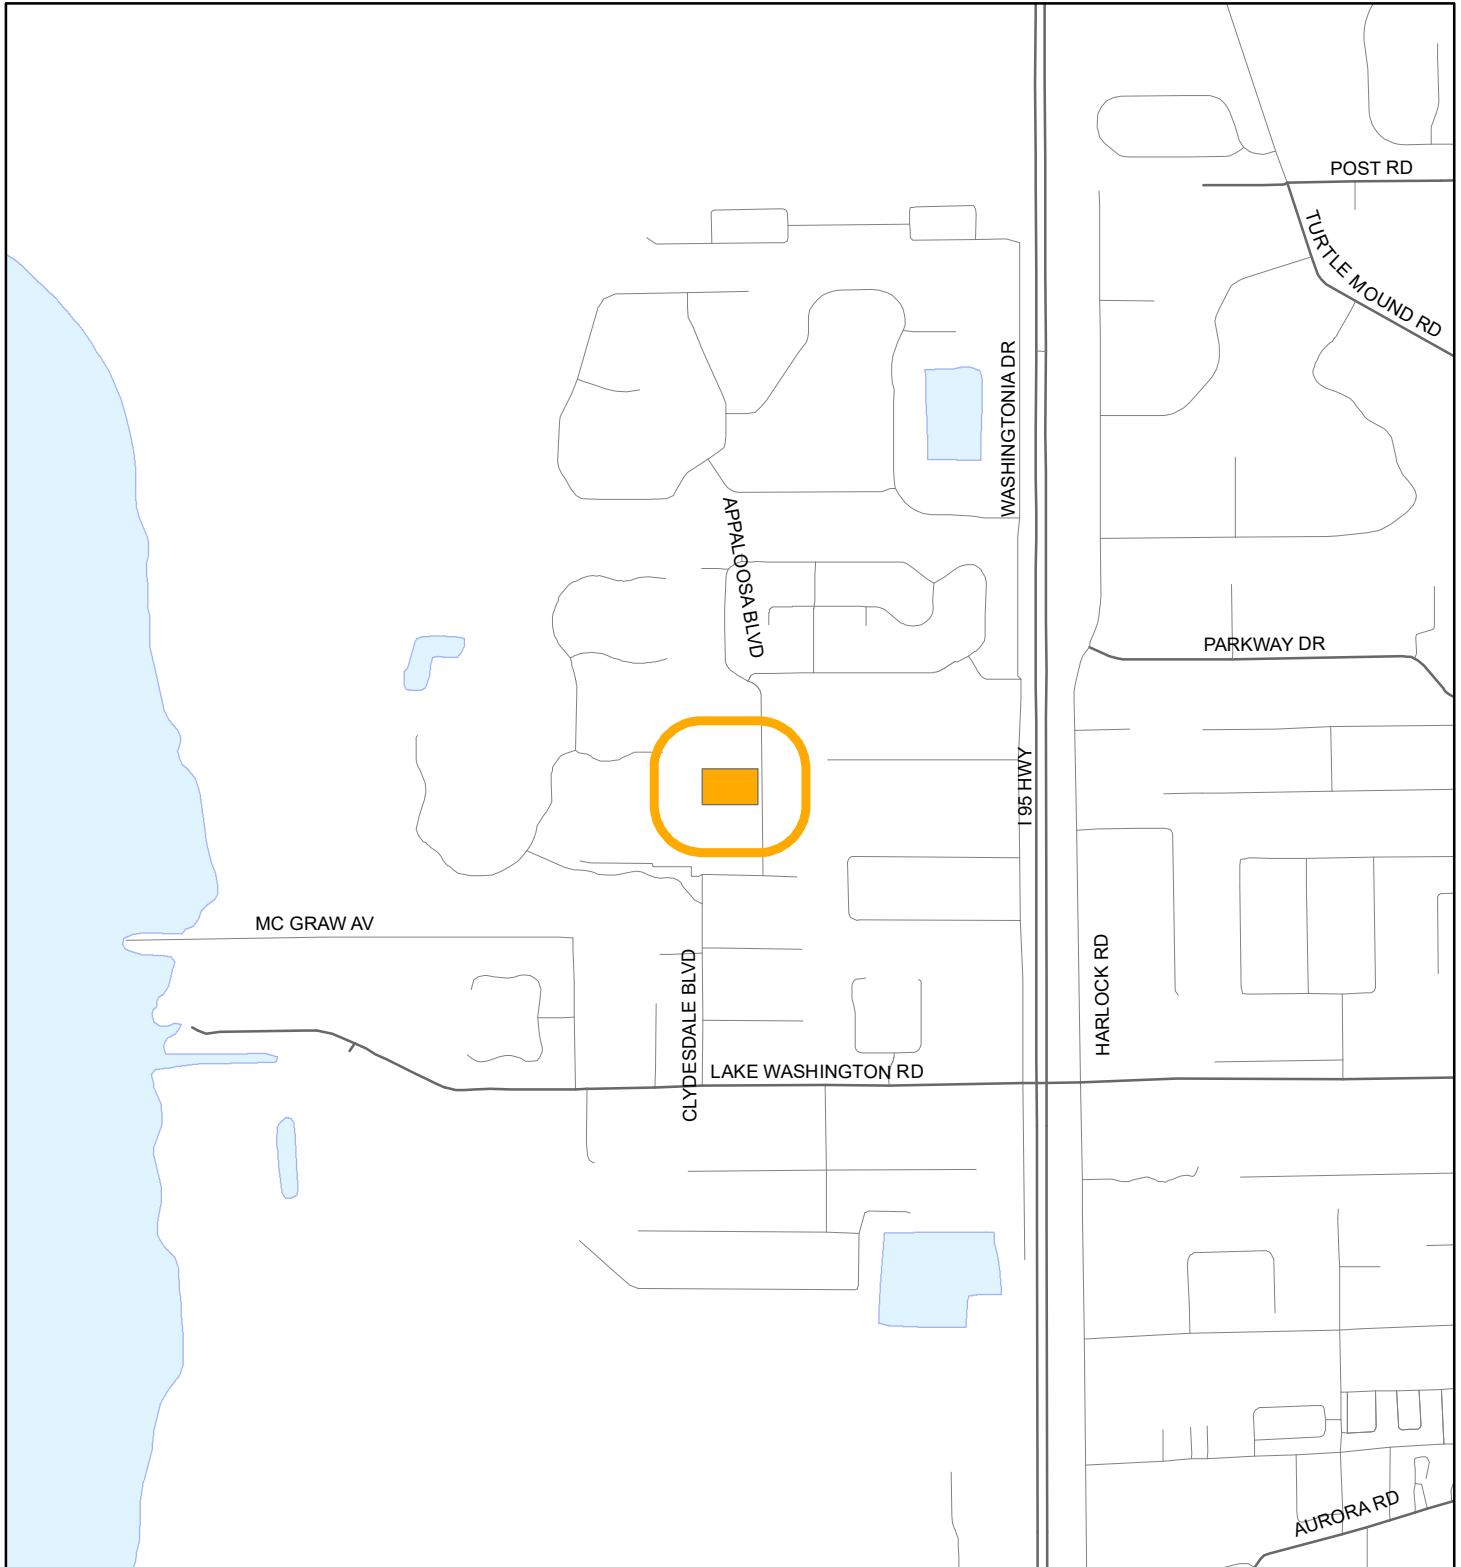 POST RD
TURTLE MOUND RD
WASHINGTONIA DR
APPALOOSA BLVD
PARKWAY DR
I 95 HWY
MC GRAW AV
CLYDESDALE BLVD
HARLOCK RD
LAKE WASHINGTON RD
AURORA RD